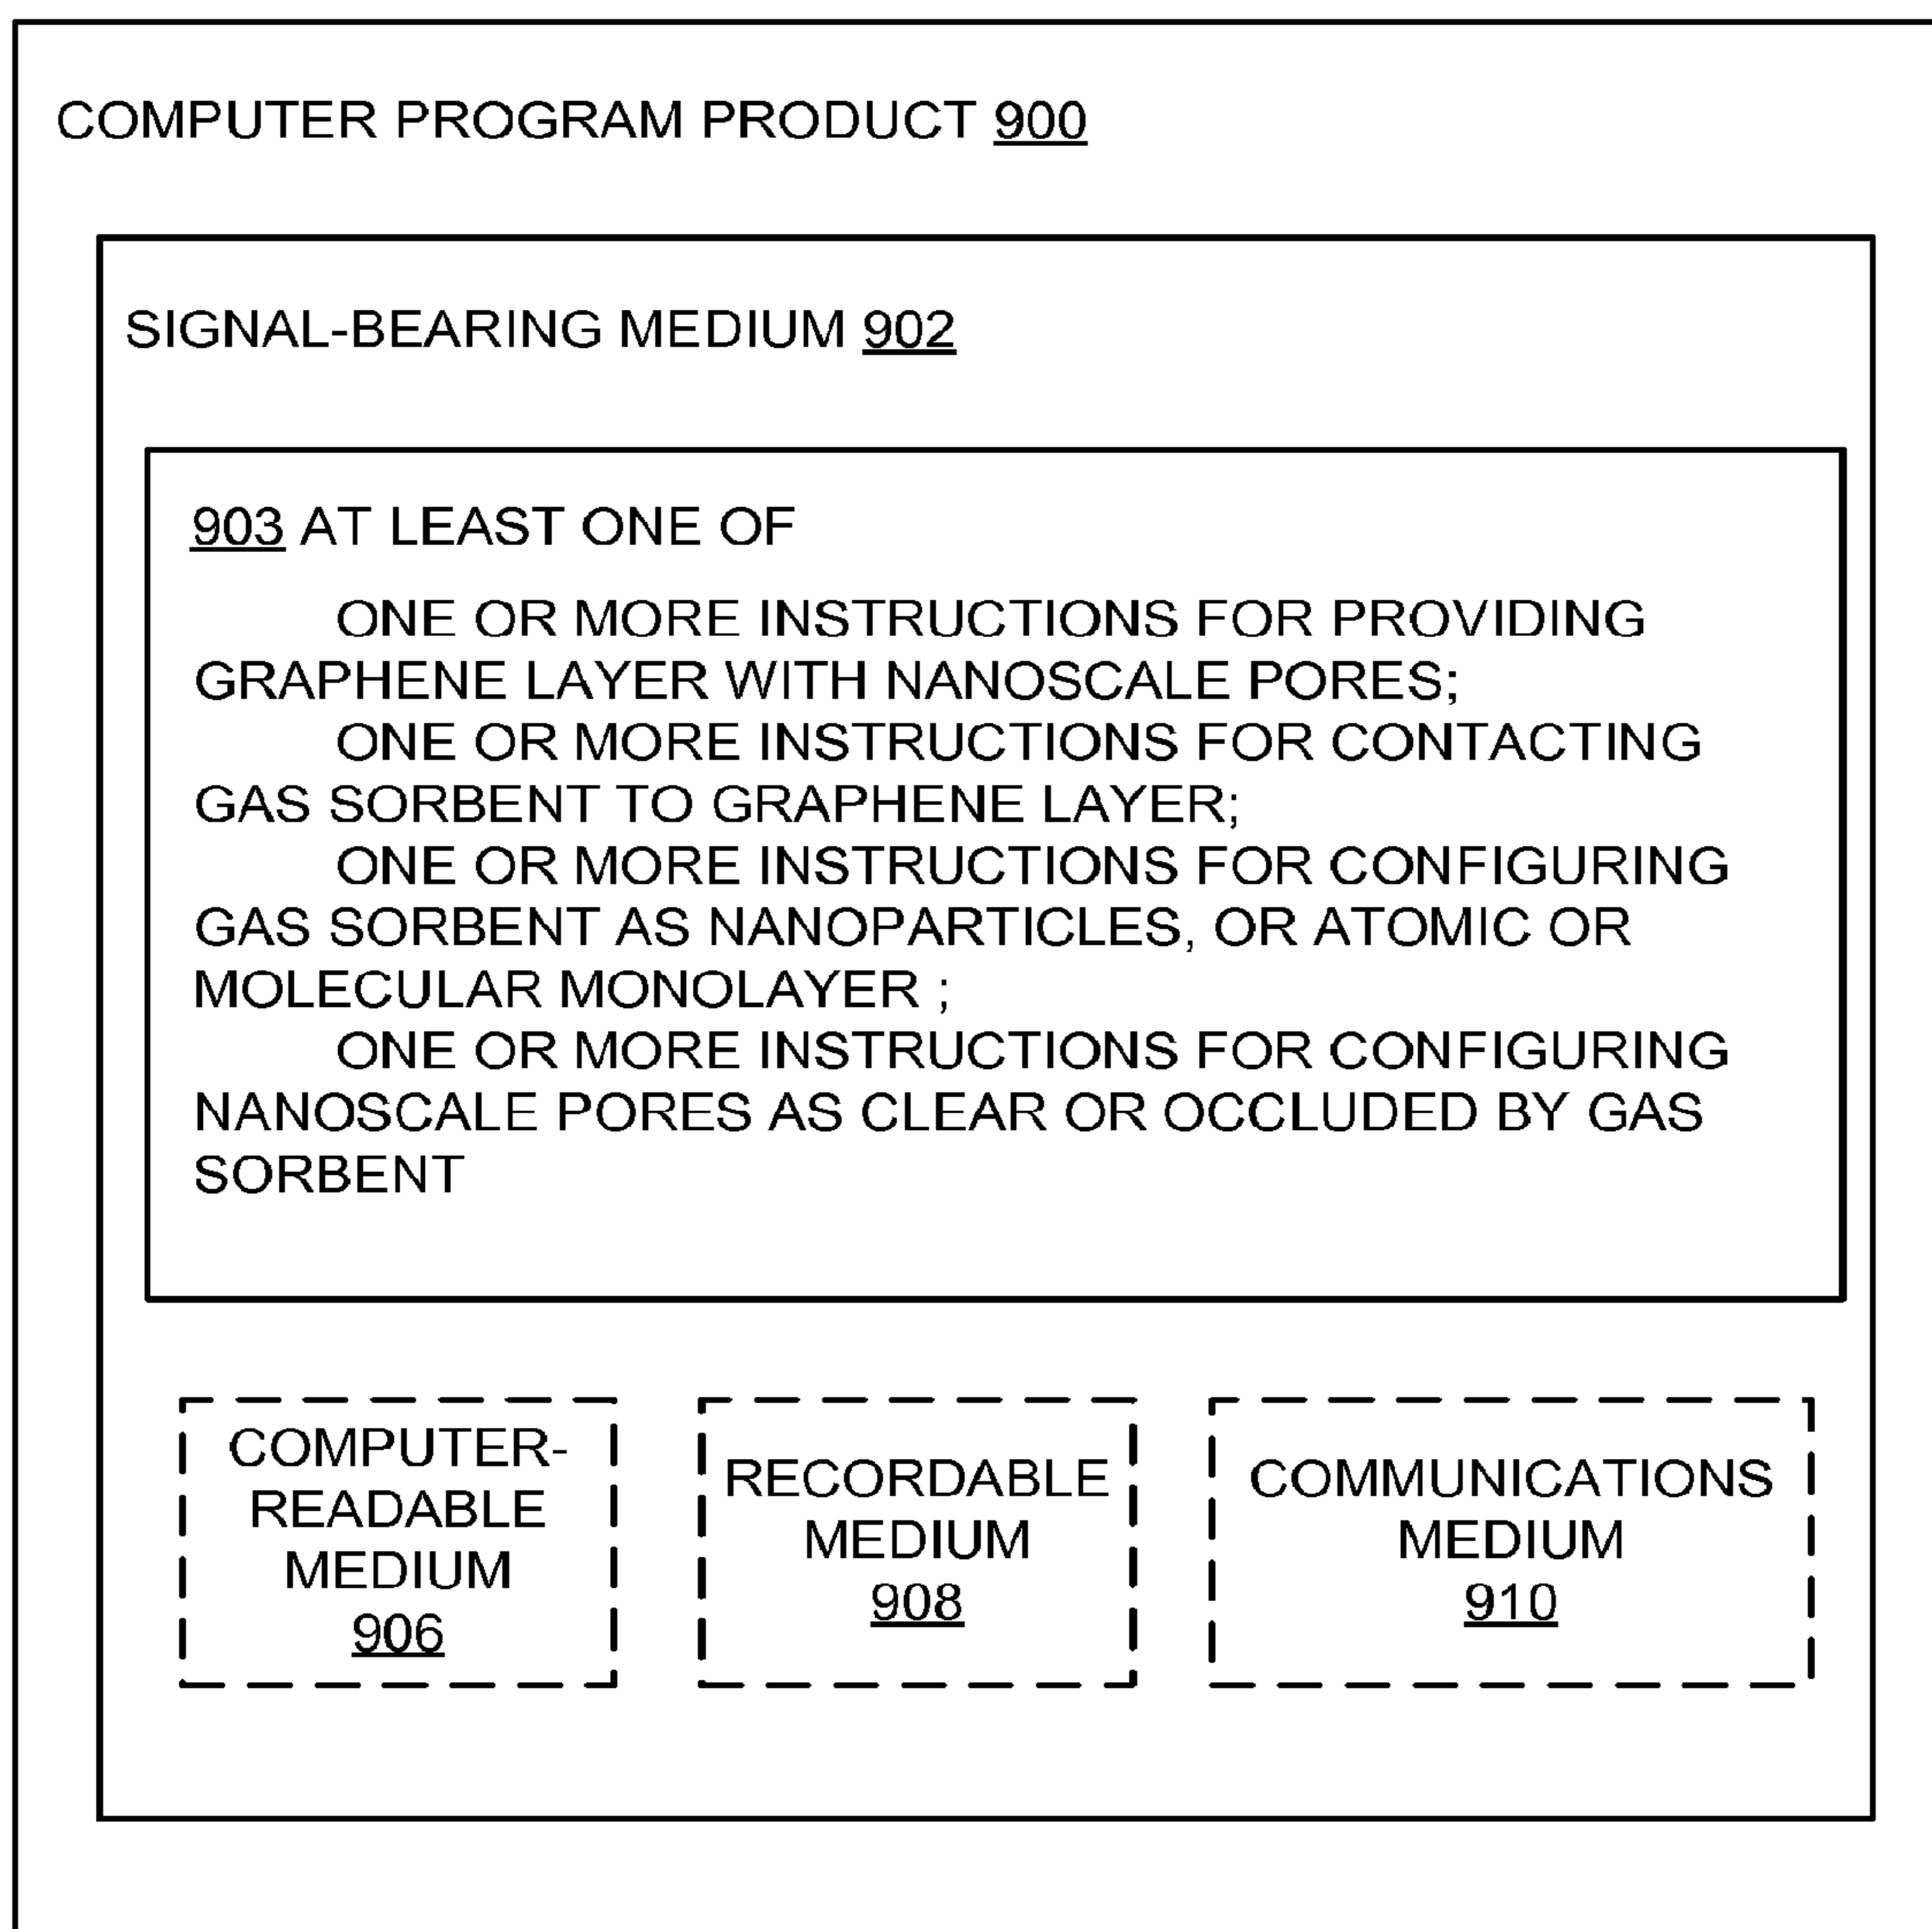 COMPUTER PROGRAM PRODUCT 900
SIGNAL-BEARING MEDIUM 902
903 AT LEAST ONE OF
ONE OR MORE INSTRUCTIONS FOR PROVIDING
GRAPHENE LAYER WITH NANOSCALE PORES;
ONE OR MORE INSTRUCTIONS FOR CONTACTING
GAS SORBENT TO GRAPHENE LAYER;
ONE OR MORE INSTRUCTIONS FOR CONFIGURING
GAS SORBENT AS NANOPARTICLES, OR ATOMIC OR
MOLECULAR MONOLAYER ;
ONE OR MORE INSTRUCTIONS FOR CONFIGURING
NANOSCALE PORES AS CLEAR OR OCCLUDED BY GAS
SORBENT
COMPUTER-
READABLE
MEDIUM
906
RECORDABLE
MEDIUM
908
COMMUNICATIONS
MEDIUM
910